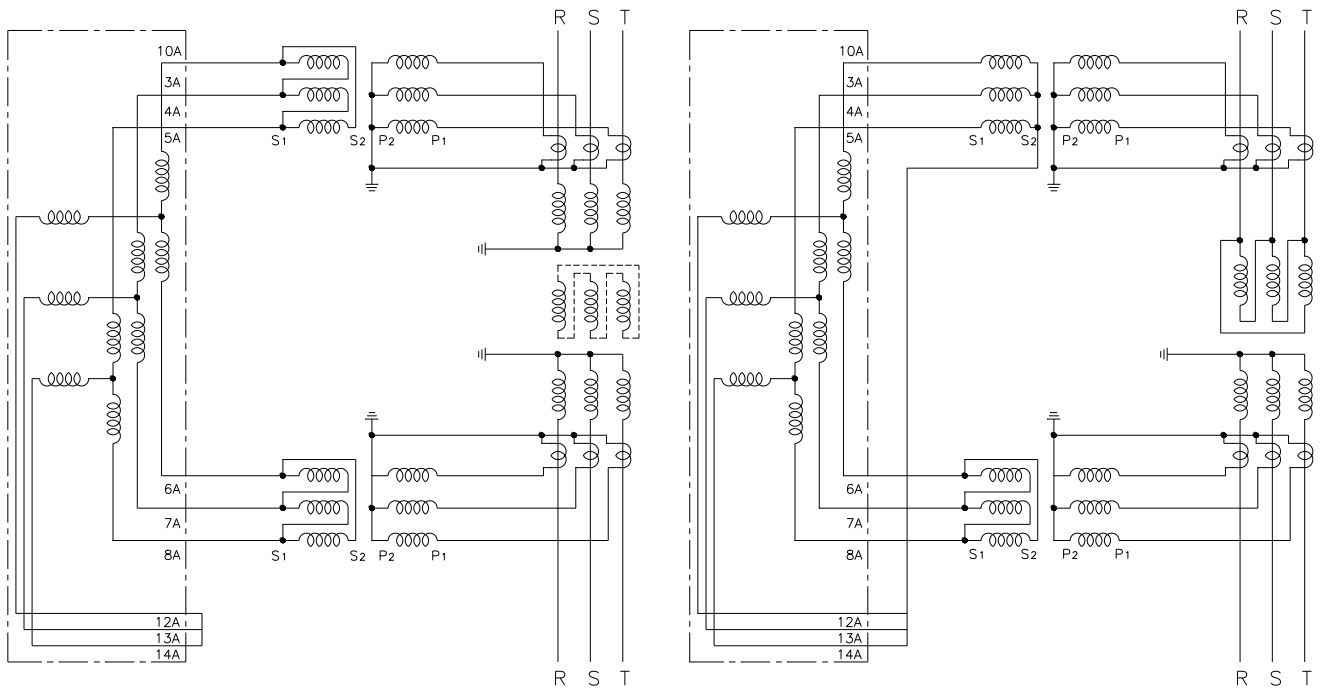 R S T
10A
3A
4A
5A
S1 S2 P2 P1
6A
7A
8A
S1 S2 P2 P1
12A
13A
14A
R S T
R S T
10A
3A
4A
5A
S1 S2 P2 P1
6A
7A
8A
S1 S2 P2 P1
12A
13A
14A
R S T